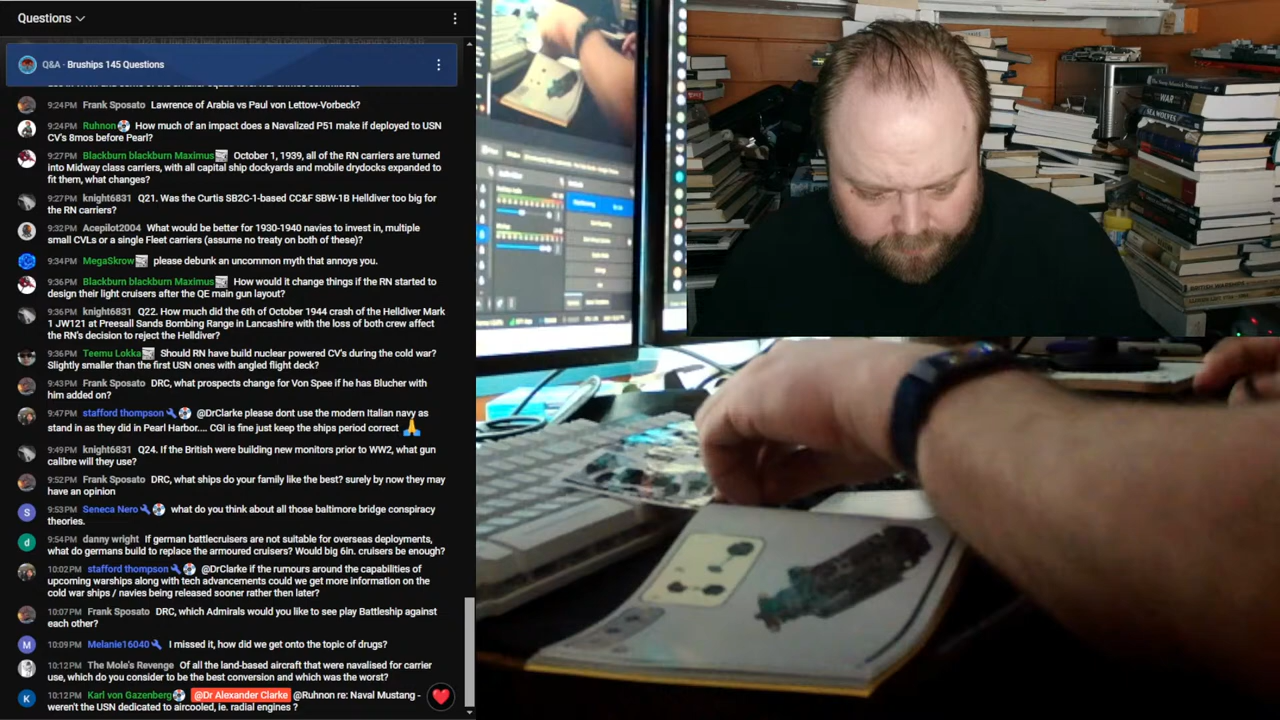 Questions
Q&A · Bruships 145 Questions
9:24PM Frank Sposato Lawrence of Arabia vs Paul von Lettow-Vorbeck?
9:24PM Ruhnon How much of an impact does a Navalized P51 make if deployed to USN
CV's 8mos before Pearl?
9:27PM Blackburn blackburn Maximus October 1, 1939, all of the RN carriers are turned
into Midway class carriers, with all capital ship dockyards and mobile drydocks expanded to
fit them, what changes?
9:27PM knight6831 Q21. Was the Curtis SB2C-1-based CC&F SBW-1B Helldiver too big for
the RN carriers?
9:32PM Acepilot2004 What would be better for 1930-1940 navies to invest in, multiple
small CVLs or a single Fleet carriers (assume no treaty on both of these)?
9:34PM MegaSkrow please debunk an uncommon myth that annoys you.
9:36PM Blackburn blackburn Maximus How would it change things if the RN started to
design their light cruisers after the QE main gun layout?
9:36PM knight6831 Q22. How much did the 6th of October 1944 crash of the Helldiver Mark
1 JW121 at Preesall Sands Bombing Range in Lancashire with the loss of both crew affect
the RN's decision to reject the Helldiver?
9:36PM Teemu Lokka Should RN have build nuclear powered CV's during the cold war?
Slightly smaller than the first USN ones with angled flight deck?
9:43PM Frank Sposato DRC, what prospects change for Von Spee if he has Blucher with
him added on?
9:47PM stafford thompson @DrClarke please dont use the modern Italian navy as
stand in as they did in Pearl Harbor.... CGI is fine just keep the ships period correct 🙏
9:49PM knight6831 Q24. If the British were building new monitors prior to WW2, what gun
calibre will they use?
9:52PM Frank Sposato DRC, what ships do your family like the best? surely by now they may
have an opinion
9:53PM Seneca Nero what do you think about all those baltimore bridge conspiracy
theories.
9:54PM danny wright If german battlecruisers are not suitable for overseas deployments,
what do germans build to replace the armoured cruisers? Would big 6in. cruisers be enough?
10:02PM stafford thompson @DrClarke if the rumours around the capabilities of
upcoming warships along with tech advancements could we get more information on the
cold war ships / navies being released sooner rather then later?
10:07PM Frank Sposato DRC, which Admirals would you like to see play Battleship against
each other?
10:09PM Melanie16040 I missed it, how did we get onto the topic of drugs?
10:12PM The Mole's Revenge Of all the land-based aircraft that were navalised for carrier
use, which do you consider to be the best conversion and which was the worst?
10:12PM Karl von Gazenberg @Dr Alexander Clarke @Ruhnon re: Naval Mustang -
weren't the USN dedicated to aircooled, ie. radial engines ?
WAR
SEA WOLVES